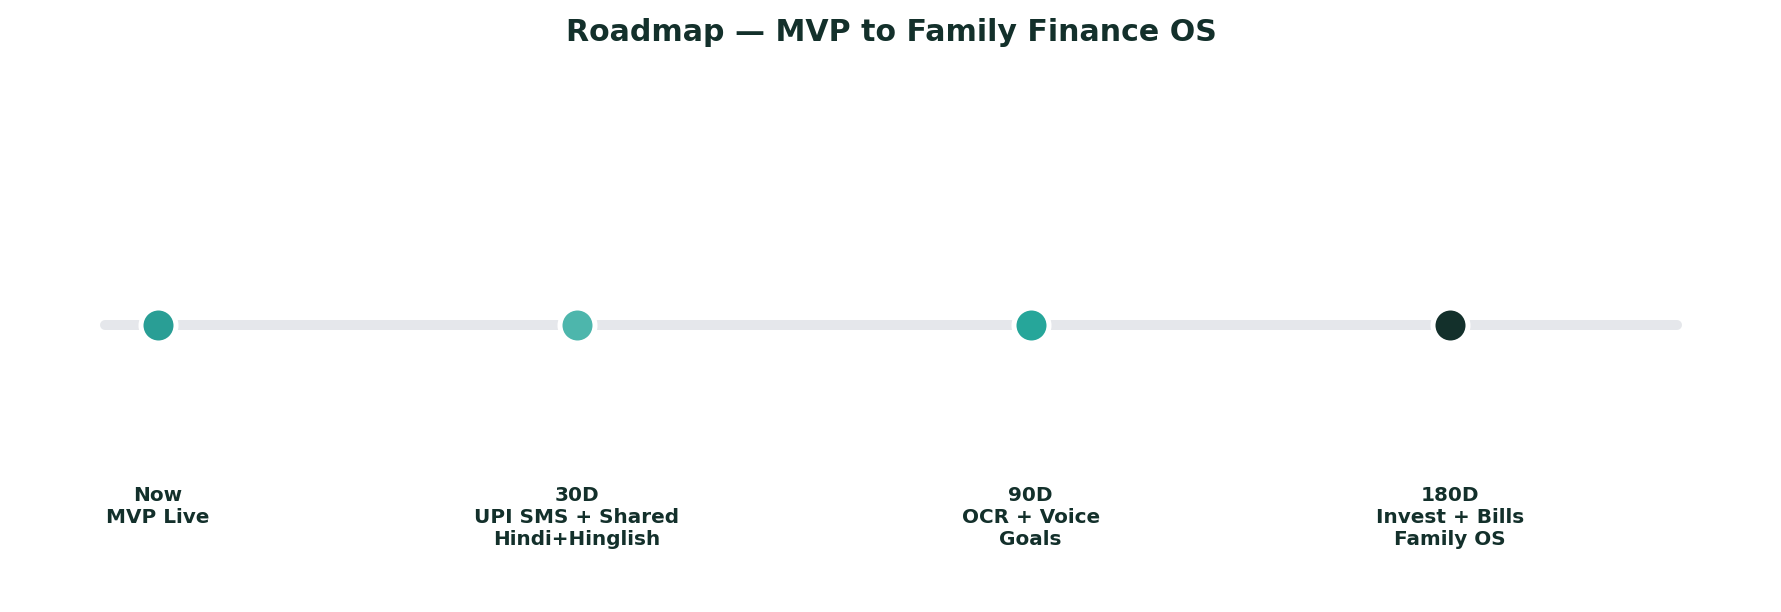 Roadmap — MVP to Family Finance OS
Now
MVP Live
30D
UPI SMS + Shared
Hindi+Hinglish
90D
OCR + Voice
Goals
180D
Invest + Bills
Family OS